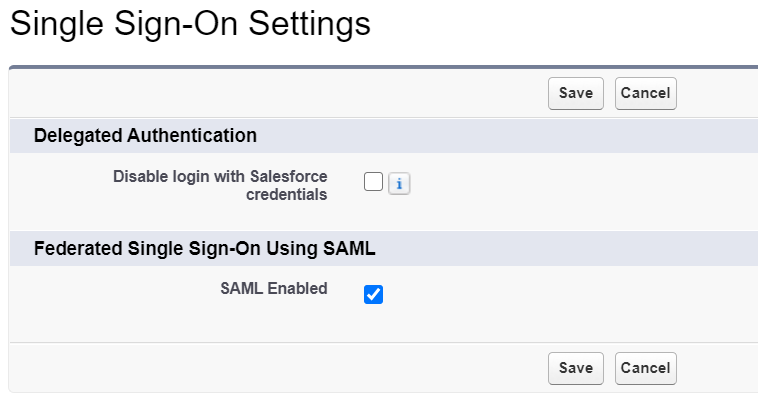 Single Sign-On Settings
Save Cancel
Delegated Authentication
Disable login with Salesforce
credentials
i
Federated Single Sign-On Using SAML
SAML Enabled
Save Cancel